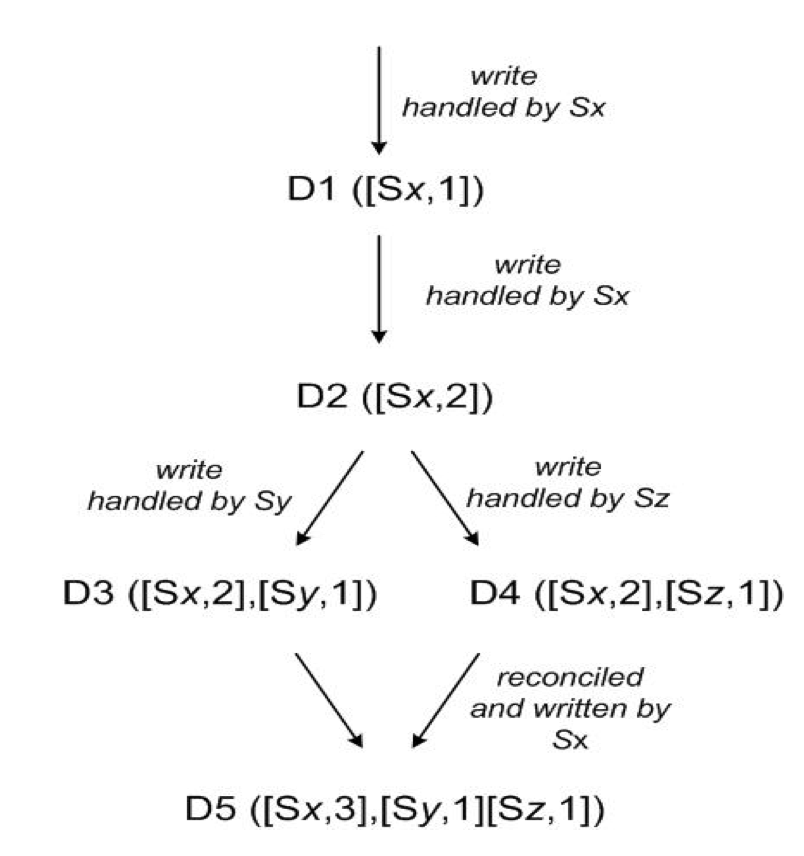 write
handled by Sx
D1 ([Sx,1])
write
handled by Sx
D2 ([Sx,2])
write
handled by Sy
write
handled by Sz
D3 ([Sx,2],[Sy,1])
D4 ([Sx,2],[Sz,1])
reconciled
and written by
Sx
D5 ([Sx,3],[Sy,1][Sz,1])